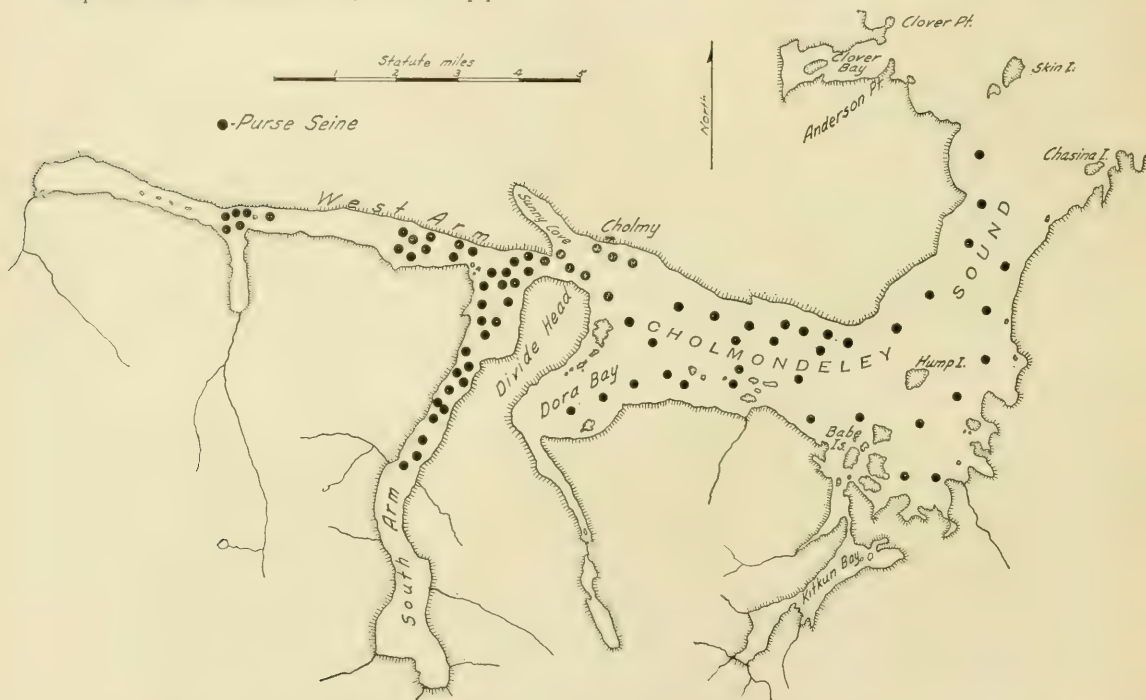 Clover Pt.
Clover
Bay
Skin I.
Statute miles
1 2 3 4 5
North
Anderson Pt.
-Purse Seine
Chasina I.
West Arm
Sunny Cove
Cholmy
SOUND
Divide Head
CHOLMONDELEY
Hump I.
Dora Bay
Babe
Is.
South Arm
Kitkun Bay